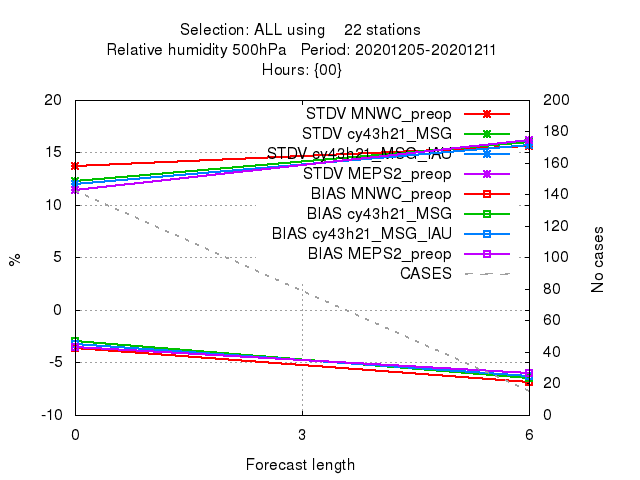 Selection: ALL using    22 stations
Relative humidity 500hPa   Period: 20201205-20201211
Hours: {00}
20
15
10
5
0
-5
-10
%
200
180
160
140
120
100
80
60
40
20
0
No cases
STDV MNWC_preop
STDV cy43h21_MSG
STDV cy43h21_MSG_IAU
STDV MEPS2_preop
BIAS MNWC_preop
BIAS cy43h21_MSG
BIAS cy43h21_MSG_IAU
BIAS MEPS2_preop
CASES
0
3
6
Forecast length